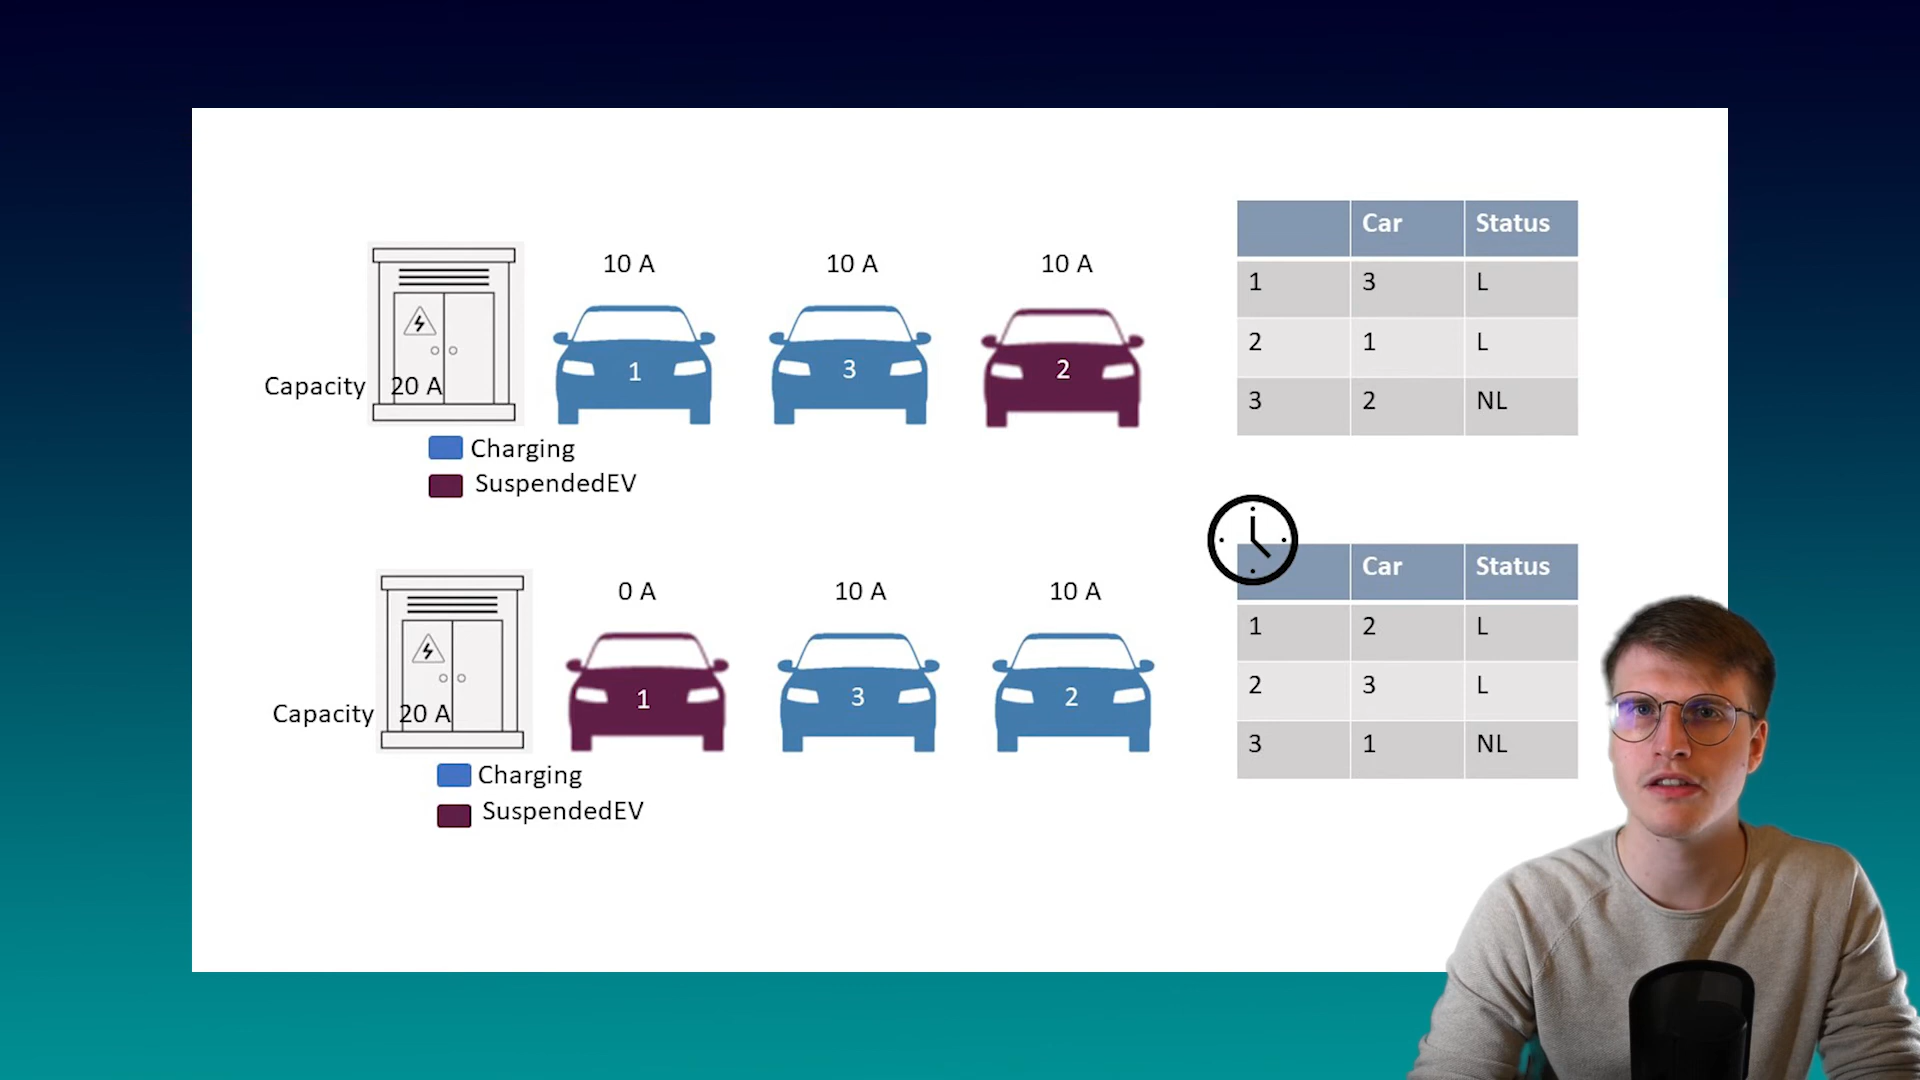 10 A 10 A 10 A
1 3 2
Capacity 20 A
Charging
SuspendedEV
Car Status
1 3 L
2 1 L
3 2 NL
0 A 10 A 10 A
1 3 2
Capacity 20 A
Charging
SuspendedEV
Car Status
1 2 L
2 3 L
3 1 NL